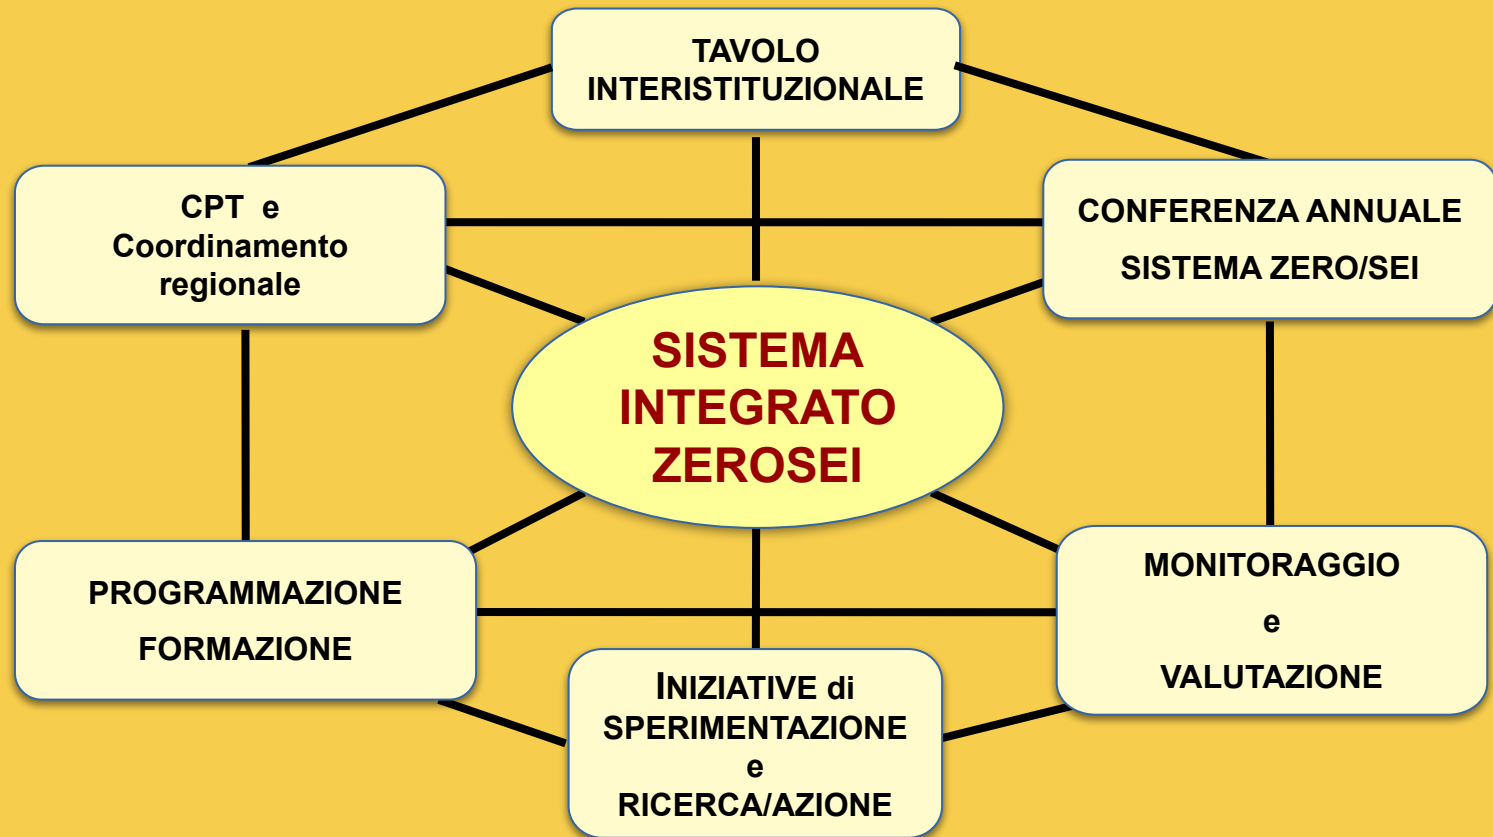 TAVOLO
INTERISTITUZIONALE
CPT e
Coordinamento
regionale
CONFERENZA ANNUALE
SISTEMA ZERO/SEI
SISTEMA
INTEGRATO
ZEROSEI
PROGRAMMAZIONE
FORMAZIONE
MONITORAGGIO
e
VALUTAZIONE
INIZIATIVE di
SPERIMENTAZIONE
e
RICERCA/AZIONE